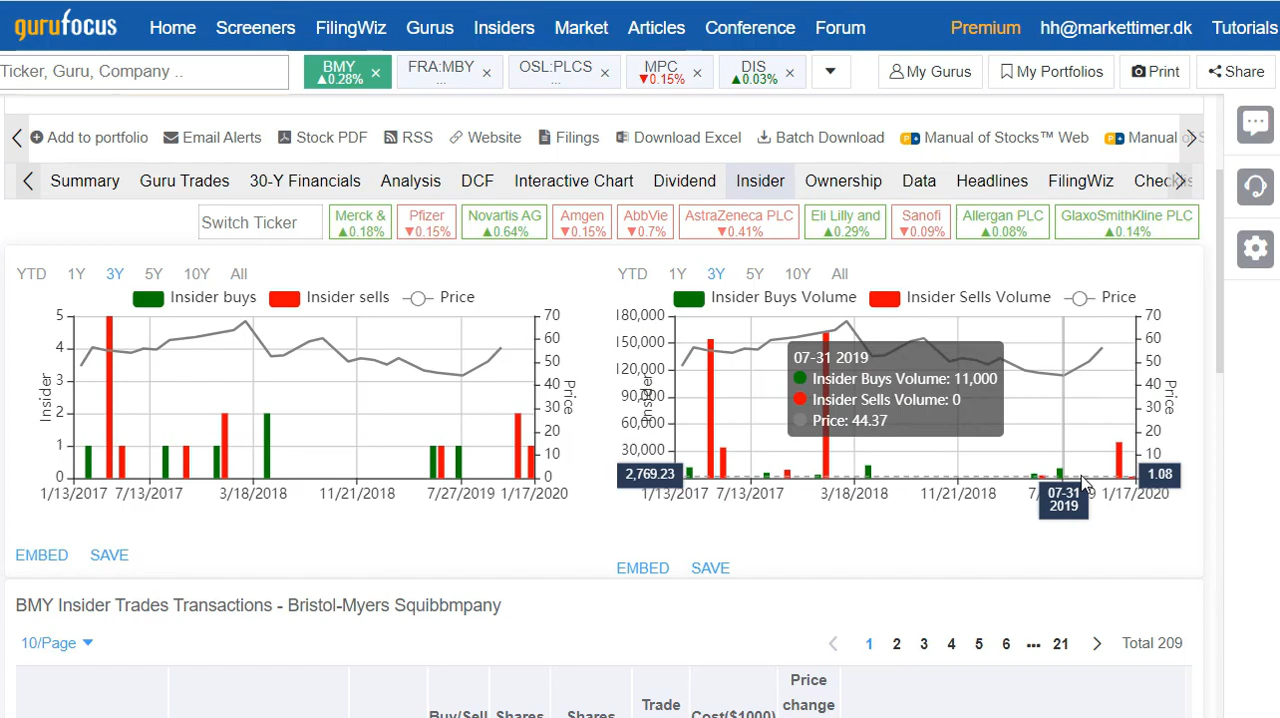 gurufocus Home Screeners FilingWiz Gurus Insiders Market Articles Conference Forum Premium hh@markettimer.dk Tutorials
Ticker, Guru, Company ..
BMY
▲0.28% ×
FRA:MBY
... ×
OSL:PLCS
... ×
MPC
▼0.15% ×
DIS
▲0.03% ×
My Gurus My Portfolios Print Share
Add to portfolio Email Alerts Stock PDF RSS Website Filings Download Excel Batch Download Manual of Stocks™ Web Manual o
Summary Guru Trades 30-Y Financials Analysis DCF Interactive Chart Dividend Insider Ownership Data Headlines FilingWiz
Switch Ticker
Merck &
▲0.18%
Pfizer
▼0.15%
Novartis AG
▲0.64%
Amgen
▼0.15%
AbbVie
▼0.7%
AstraZeneca PLC
▼0.41%
Eli Lilly and
▲0.29%
Sanofi
▼0.09%
Allergan PLC
▲0.08%
GlaxoSmithKline PLC
▲0.14%
YTD 1Y 3Y 5Y 10Y All
Insider buys Insider sells Price
5
4
3
2
1
0
Insider
70
60
50
40
30
20
10
0
Price
1/13/2017 7/13/2017 3/18/2018 11/21/2018 7/27/2019 1/17/2020
EMBED SAVE
YTD 1Y 3Y 5Y 10Y All
Insider Buys Volume Insider Sells Volume Price
180,000
150,000
120,000
90,000
60,000
30,000
2,769.23
70
60
50
40
30
20
10
1.08
Price
07-31 2019
Insider Buys Volume: 11,000
Insider Sells Volume: 0
Price: 44.37
1/13/2017 7/13/2017 3/18/2018 11/21/2018 1/17/2020
07-31
2019
EMBED SAVE
BMY Insider Trades Transactions - Bristol-Myers Squibbmpany
10/Page
1 2 3 4 5 6 ... 21 Total 209
Buy/Sell Shares Shares
Trade
Cost($1000)
Price
change